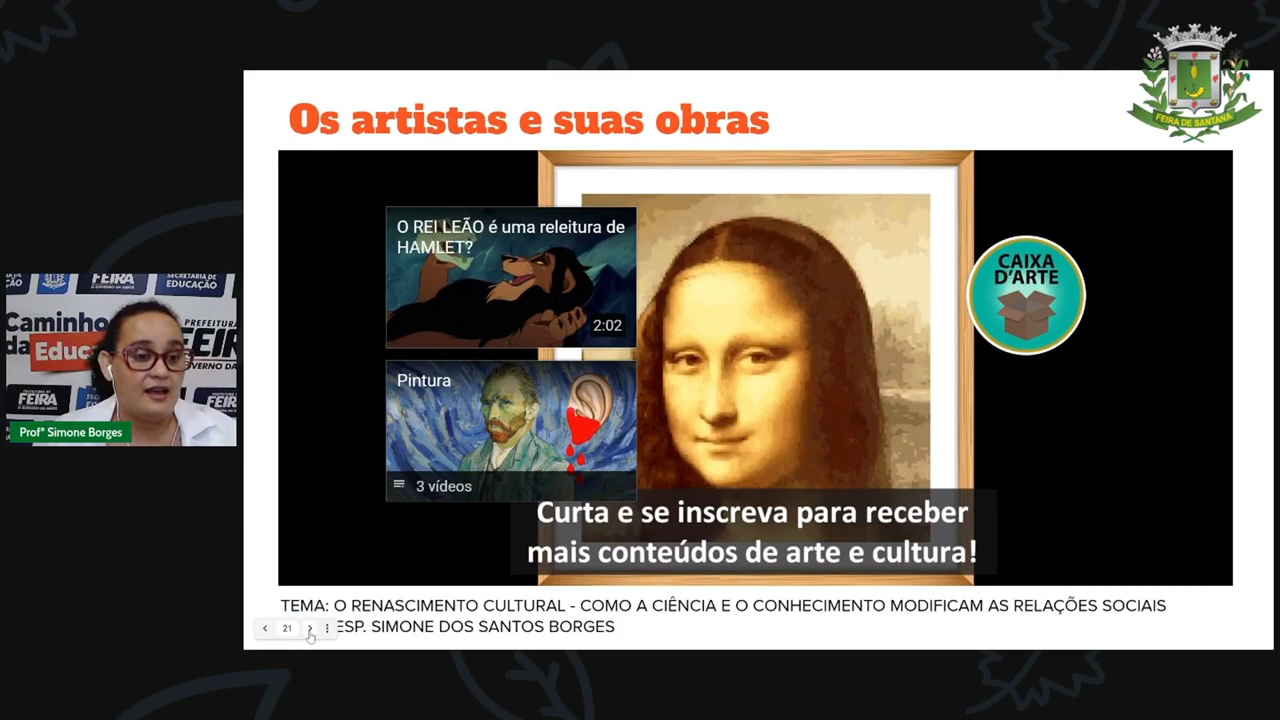 FEIRA DE SANTANA
Os artistas e suas obras
O REI LEÃO é uma releitura de
HAMLET?
2:02
CAIXA
D'ARTE
Pintura
3 vídeos
Curta e se inscreva para receber
mais conteúdos de arte e cultura!
TEMA: O RENASCIMENTO CULTURAL - COMO A CIÊNCIA E O CONHECIMENTO MODIFICAM AS RELAÇÕES SOCIAIS
21
ESP. SIMONE DOS SANTOS BORGES
FEIRA
SECRETARIA DE
EDUCAÇÃO
Caminho
da Educ
PREFEITURA
FEIR
FEIRA
Profª Simone Borges